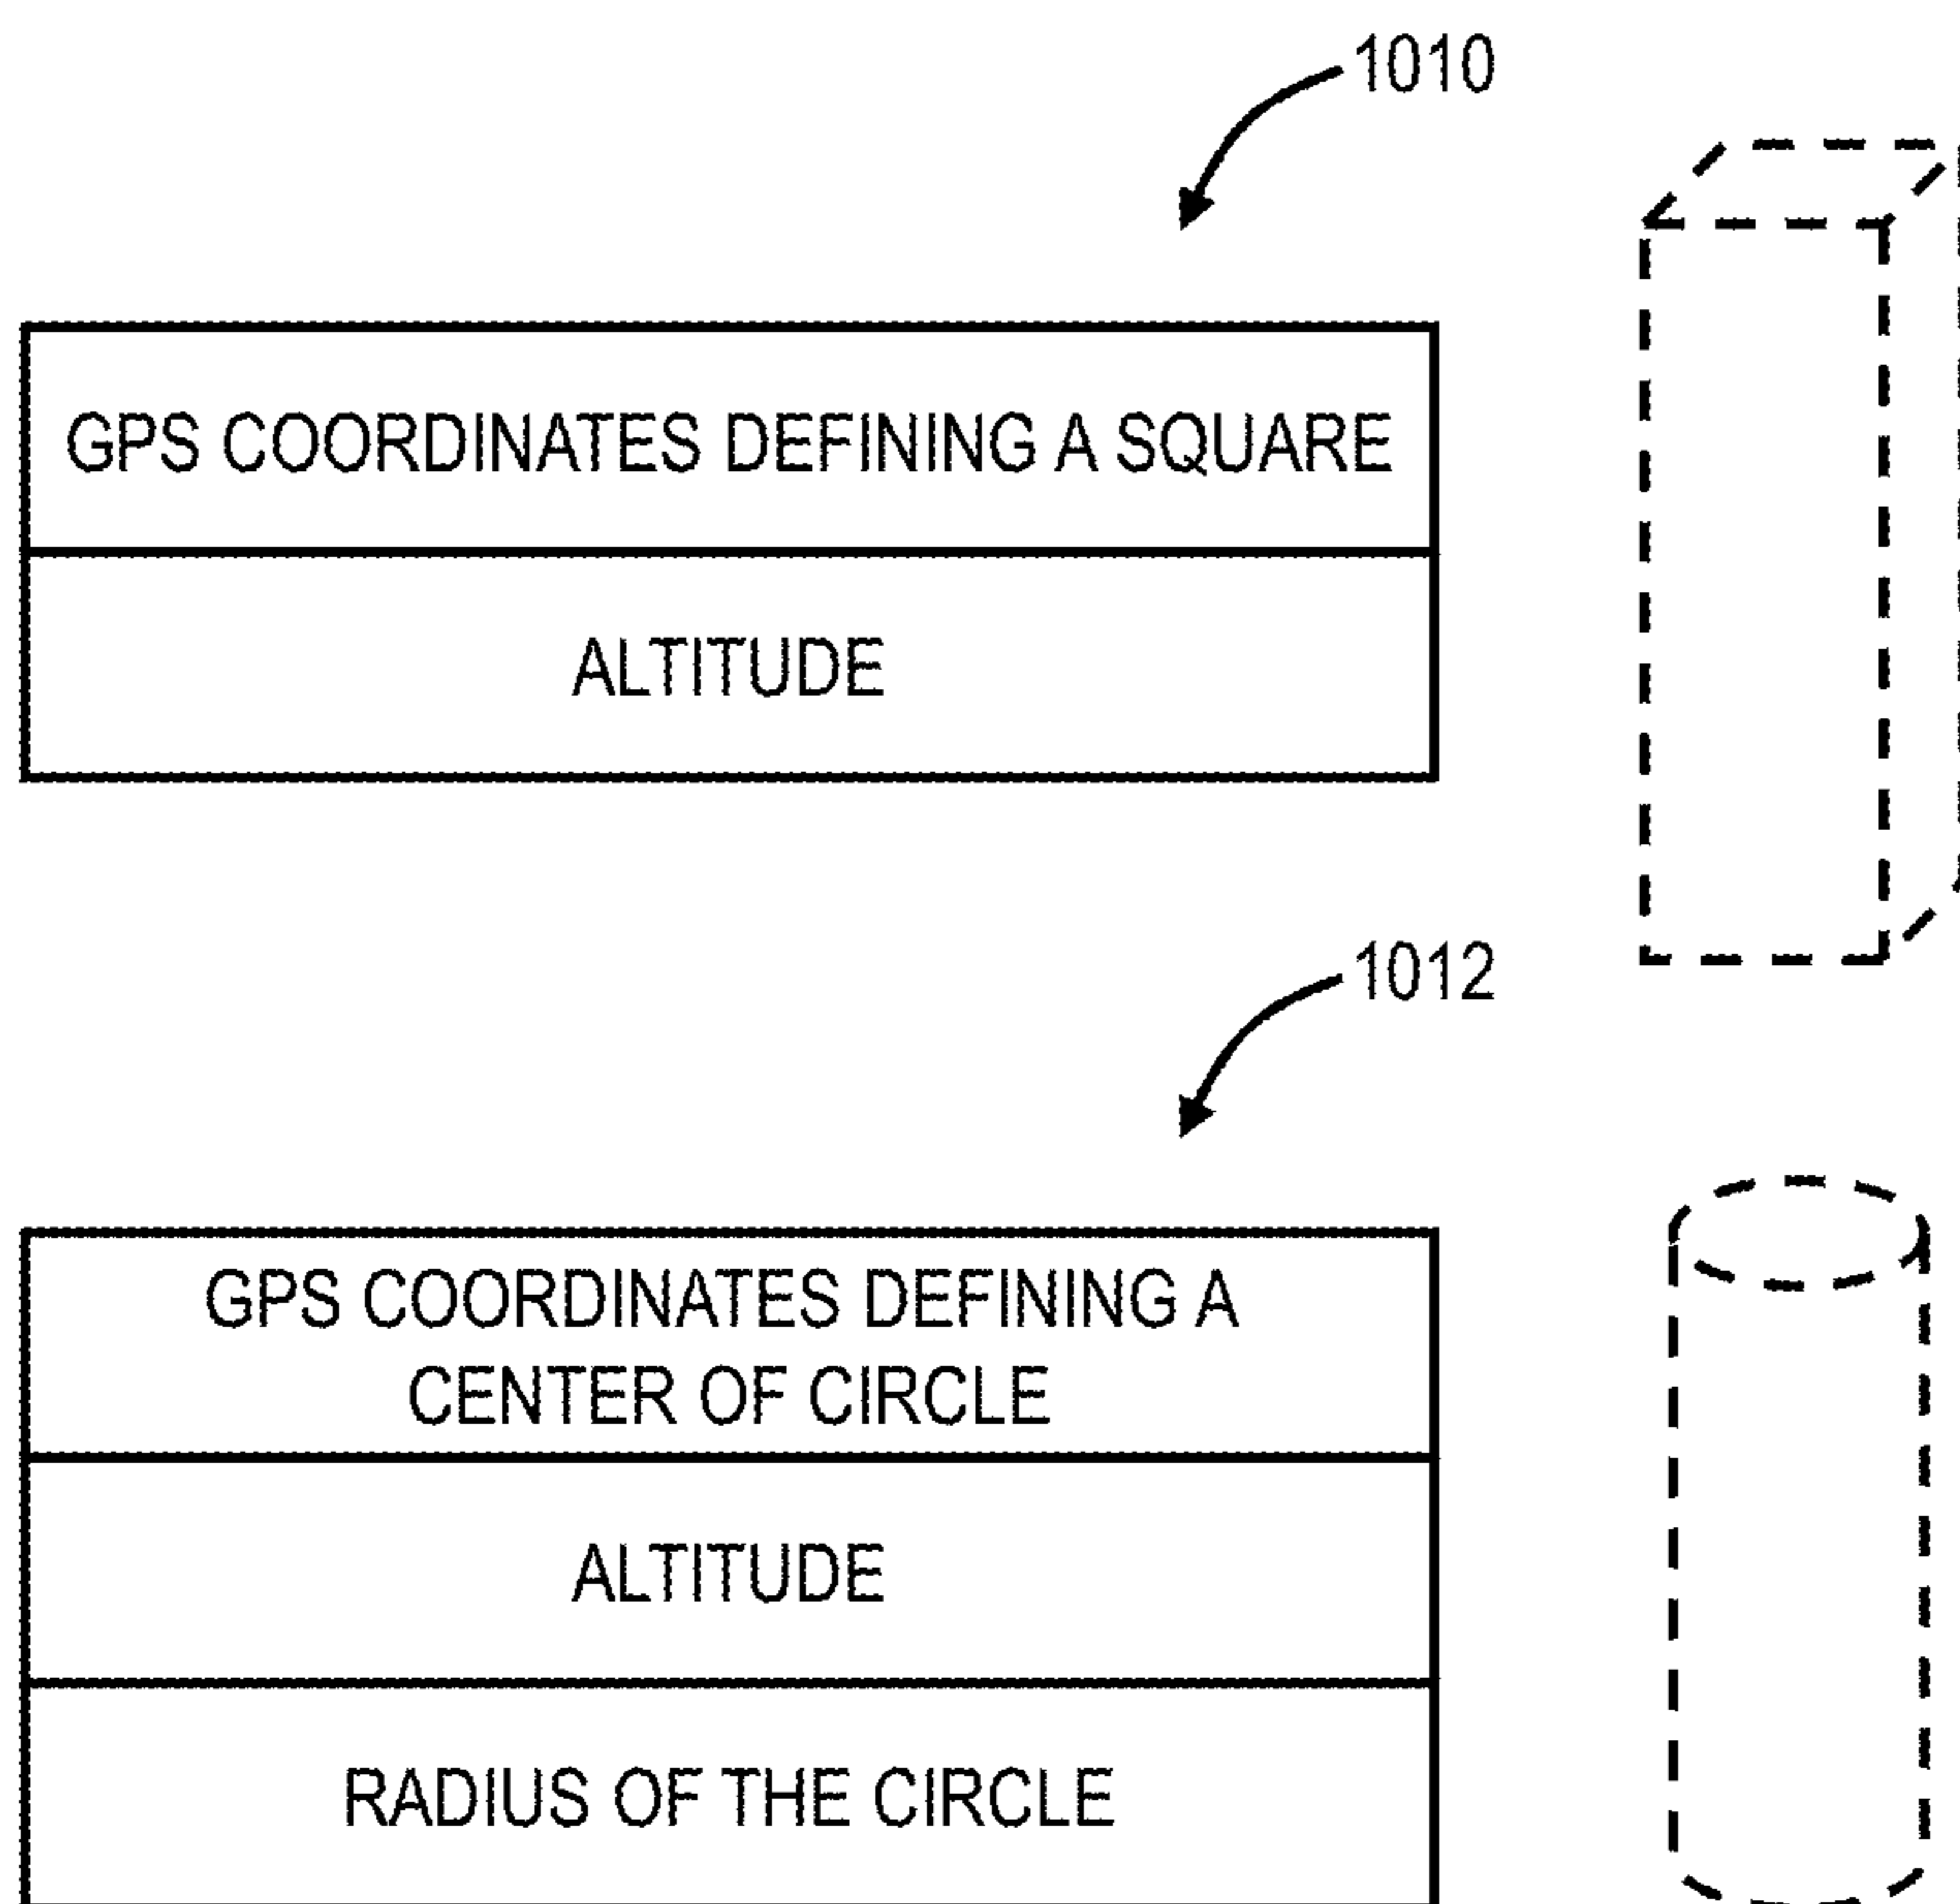 1010
GPS COORDINATES DEFINING A SQUARE
ALTITUDE
1012
GPS COORDINATES DEFINING A
CENTER OF CIRCLE
ALTITUDE
RADIUS OF THE CIRCLE